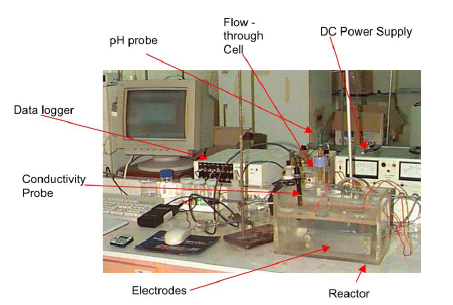 Flow -
through
Cell
DC Power Supply
pH probe
Data logger
Conductivity
Probe
Electrodes
Reactor